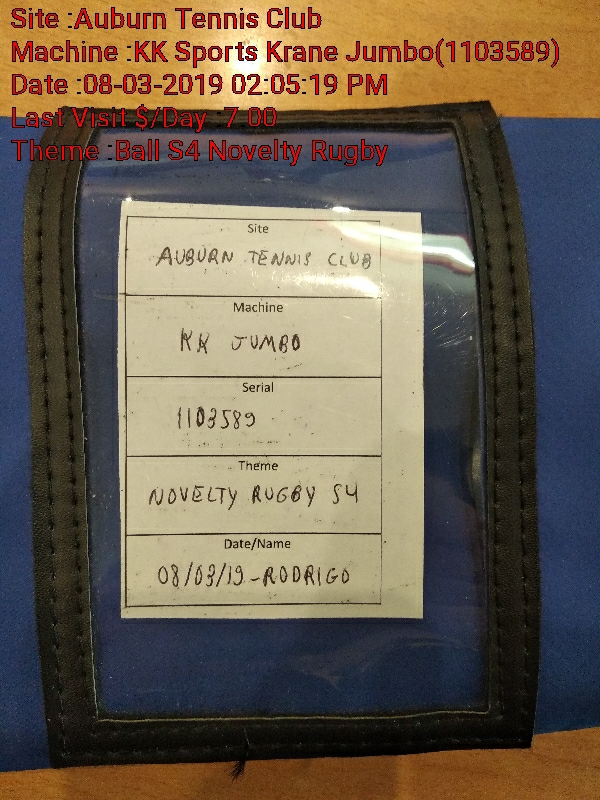 Site :Auburn Tennis Club
Machine :KK Sports Krane Jumbo(1103589)
Date :08-03-2019 02:05:19 PM
Last Visit $/Day :7.00
Theme :Ball S4 Novelty Rugby
Site
AUBURN TENNIS CLUB
Machine
KK JUMBO
Serial
1103589
Theme
NOVELTY RUGBY S4
Date/Name
08/03/19-RODRIGO